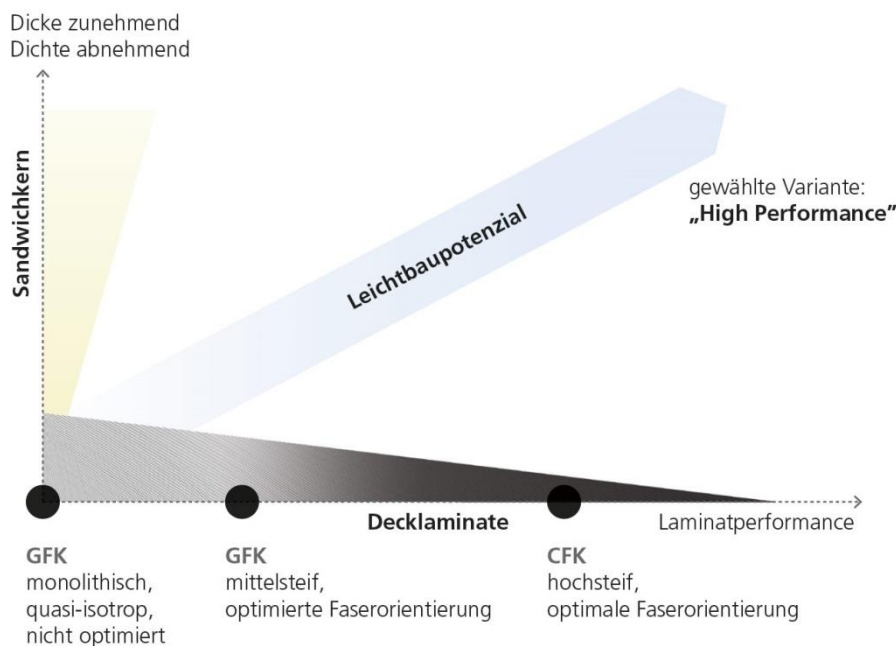 Dicke zunehmend
Dichte abnehmend
Sandwichkern
Leichtbaupotenzial
gewählte Variante:
„High Performance”
Decklaminate
Laminatperformance
GFK
monolithisch,
quasi-isotrop,
nicht optimiert
GFK
mittelsteif,
optimierte Faserorientierung
CFK
hochsteif,
optimale Faserorientierung